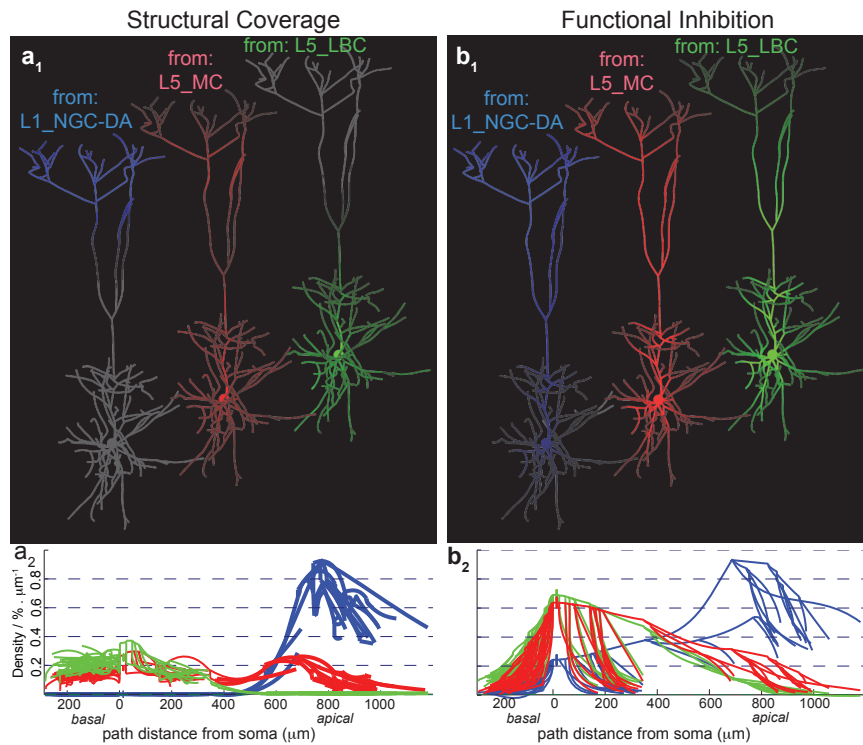 Structural Coverage
Functional Inhibition
a1
from: L5_LBC
from:
L5_MC
from:
L1_NGC-DA
b1
from: L5_LBC
from:
L5_MC
from:
L1_NGC-DA
a2
Density / % . µm-1
0.8
0.6
0.4
0.2
200 0 200 400 600 800 1000
basal apical
path distance from soma (µm)
b2
200 0 200 400 600 800 1000
basal apical
path distance from soma (µm)